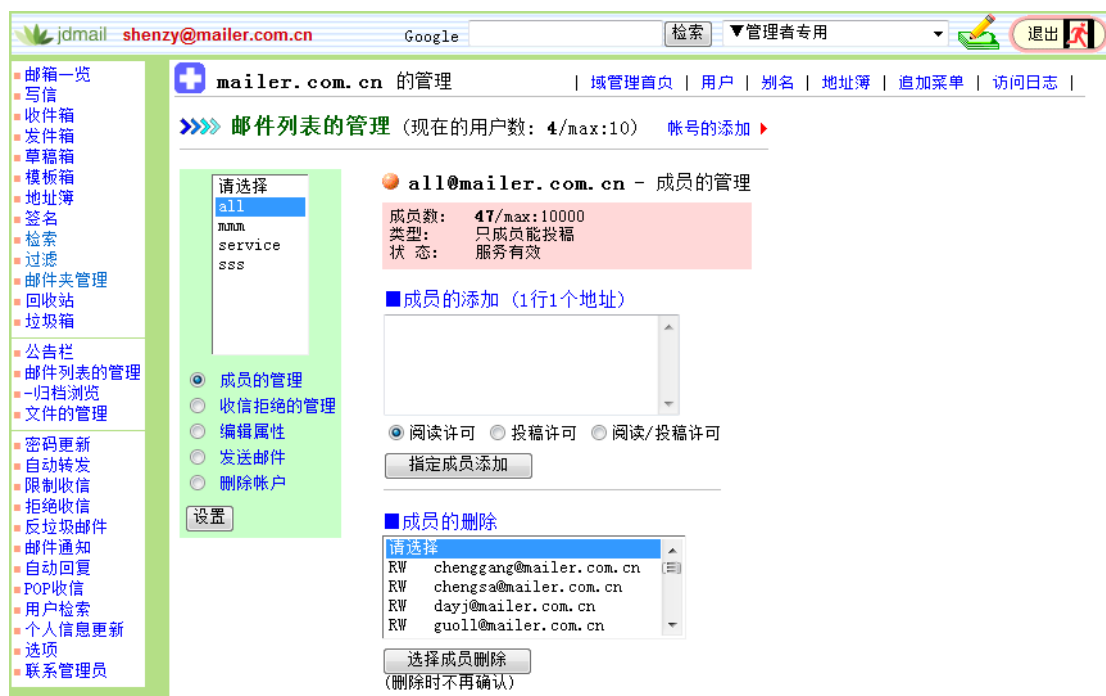 jdmail shenzy@mailer.com.cn Google 检索 ▼管理者专用 退出
邮箱一览
写信
收件箱
发件箱
草稿箱
模板箱
地址簿
签名
检索
过滤
邮件夹管理
回收站
垃圾箱
公告栏
邮件列表的管理
-归档浏览
文件的管理
密码更新
自动转发
限制收信
拒绝收信
反垃圾邮件
邮件通知
自动回复
POP收信
用户检索
个人信息更新
选项
联系管理员
mailer.com.cn 的管理 | 域管理首页 | 用户 | 别名 | 地址簿 | 追加菜单 | 访问日志 |
邮件列表的管理 (现在的用户数: 4/max:10) 帐号的添加
请选择
all
mmm
service
sss
成员的管理
收信拒绝的管理
编辑属性
发送邮件
删除帐户
设置
all@mailer.com.cn - 成员的管理
成员数: 47/max:10000
类型: 只成员能投稿
状 态: 服务有效
■成员的添加 (1行1个地址)
阅读许可 投稿许可 阅读/投稿许可
指定成员添加
■成员的删除
请选择
RW chenggang@mailer.com.cn
RW chengsa@mailer.com.cn
RW dayj@mailer.com.cn
RW guoll@mailer.com.cn
选择成员删除
(删除时不再确认)